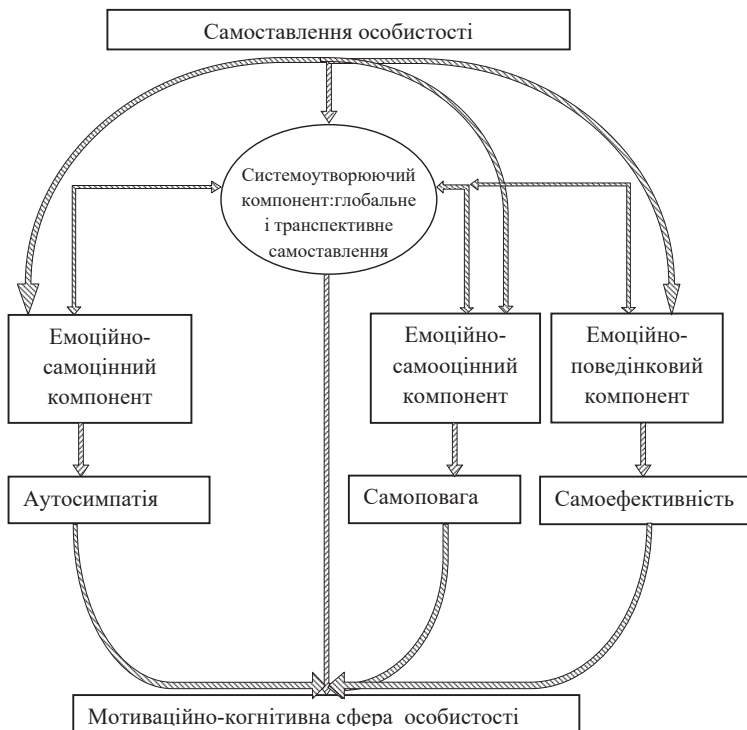 Самоставлення особистості
Системоутворюючий
компонент:глобальне
і транспективне
самоставлення
Емоційно-
самоцінний
компонент
Емоційно-
самооцінний
компонент
Емоційно-
поведінковий
компонент
Аутосимпатія
Самоповага
Самоефективність
Мотиваційно-когнітивна сфера особистості